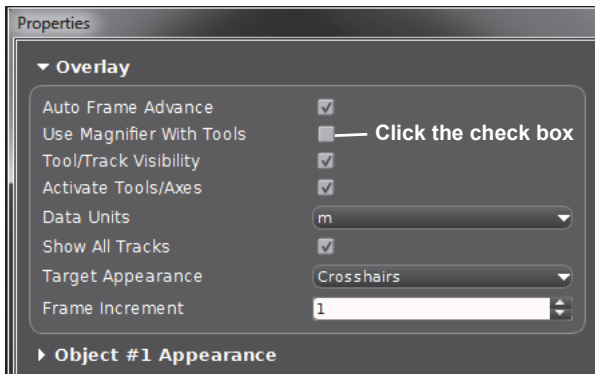 Properties
Overlay
Auto Frame Advance
Use Magnifier With Tools
Click the check box
Tool/Track Visibility
Activate Tools/Axes
Data Units m
Show All Tracks
Target Appearance Crosshairs
Frame Increment 1
Object #1 Appearance